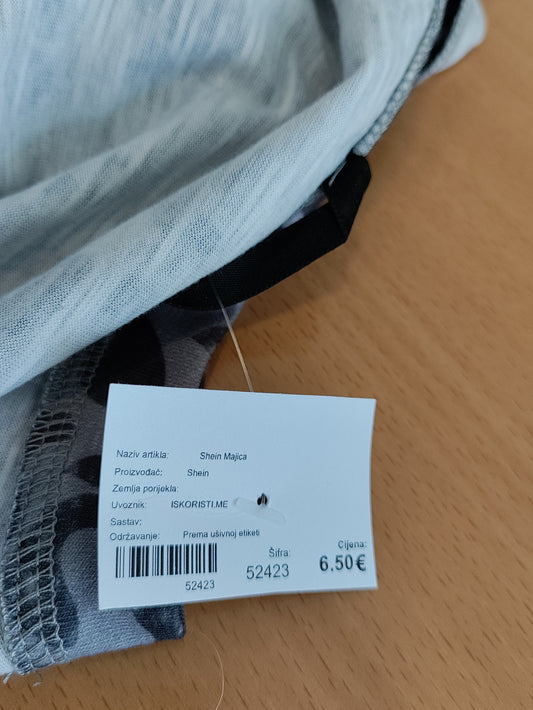 Naziv artikla: Shein Majica
Proizvođač: Shein
Zemlja porijekla:
Uvoznik: ISKORISTI.ME
Sastav:
Održavanje: Prema ušivnoj etiketi
52423
Šifra:
52423
Cijena:
6.50€